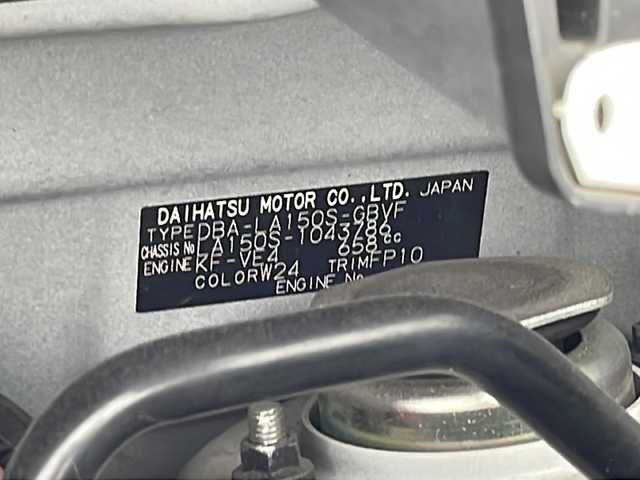 DAIHATSU MOTOR CO.,LTD. JAPAN
TYPE DBA-LA150S-GBVF
CHASSIS No LA150S-1043786
ENGINE KF-VE4 658cc
COLOR W24 TRIM FP10
ENGINE No